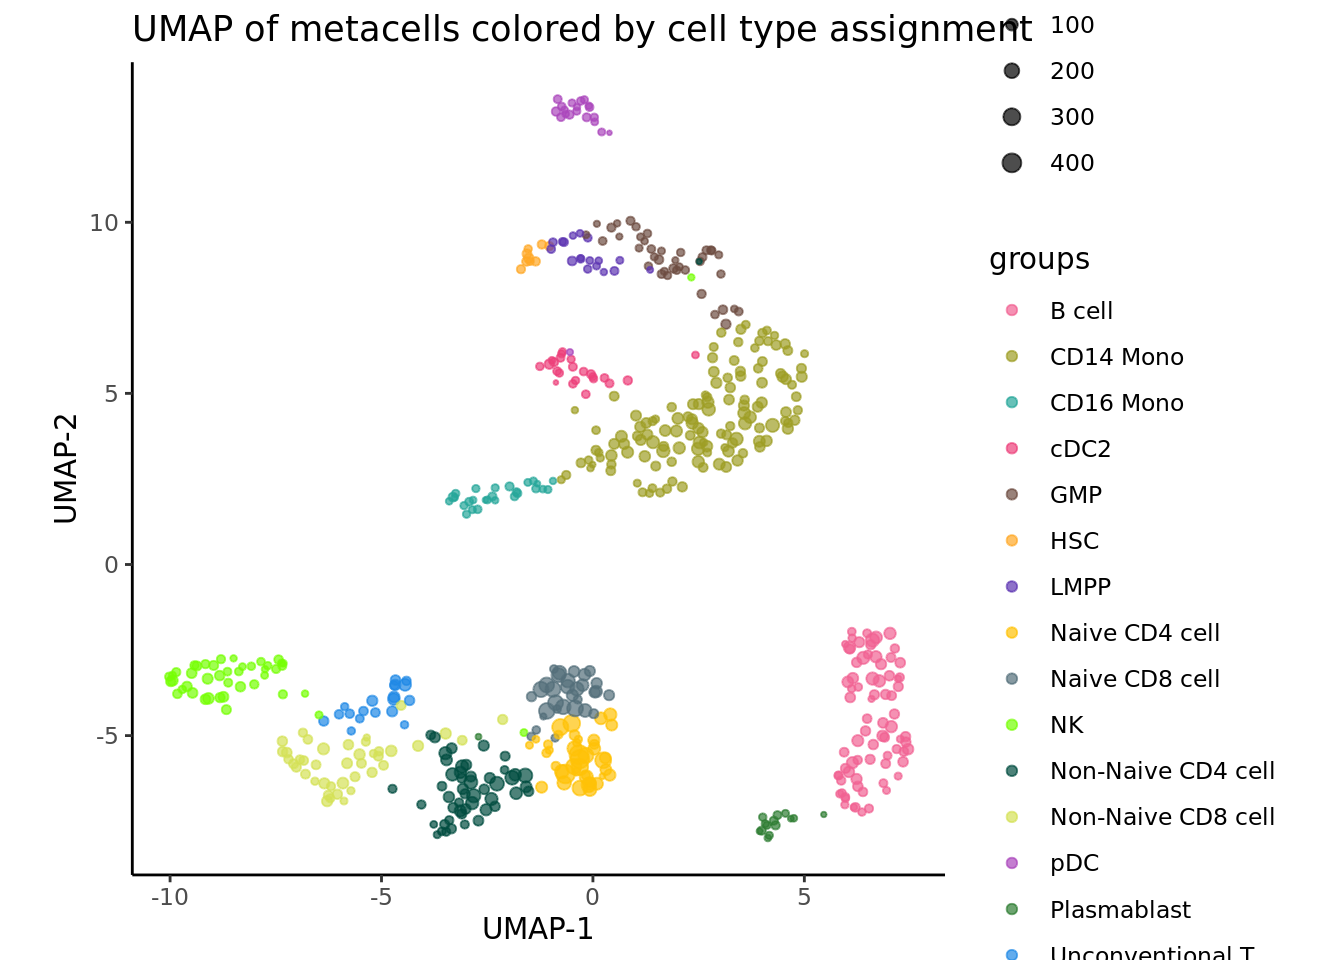 UMAP of metacells colored by cell type assignment
100
200
300
400
groups
B cell
CD14 Mono
CD16 Mono
cDC2
GMP
HSC
LMPP
Naive CD4 cell
Naive CD8 cell
NK
Non-Naive CD4 cell
Non-Naive CD8 cell
pDC
Plasmablast
Unconventional T
10
5
0
-5
UMAP-2
-10 -5 0 5
UMAP-1